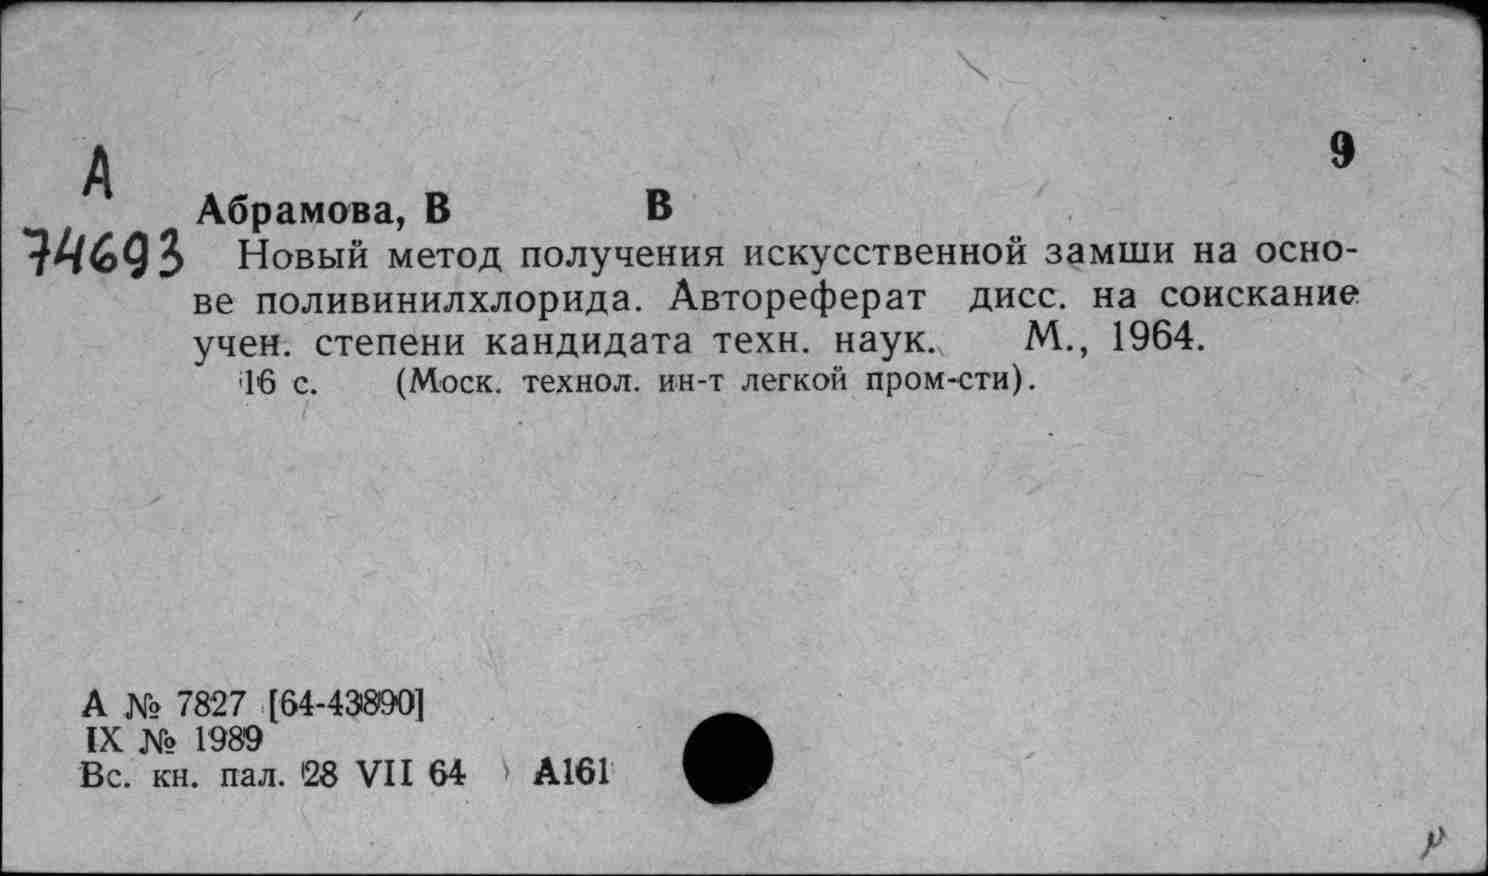 9
А
74693
Абрамова, В В
Новый метод получения искусственной замши на осно-
ве поливинилхлорида. Автореферат дисс. на соискание
учен. степени кандидата техн. наук. М., 1964.
16 с. (Моск. технол. ин-т легкой пром-сти).
А № 7827 [64-43890]
IX № 1989
Вс. кн. пал. 28 VII 64 А161